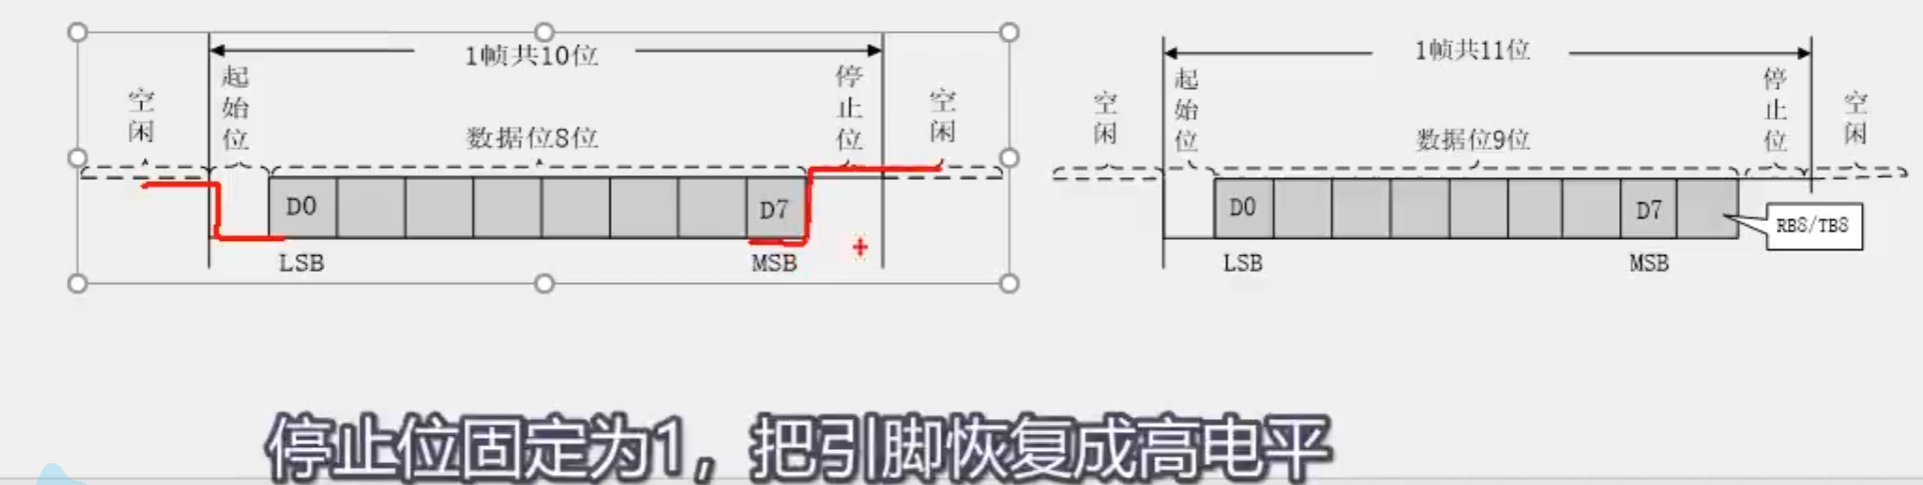 1帧共10位
空闲
起始位
数据位8位
停止位
空闲
D0
D7
LSB
MSB
1帧共11位
空闲
起始位
数据位9位
停止位
空闲
D0
D7
RB8/TB8
LSB
MSB
停止位固定为1，把引脚恢复成高电平